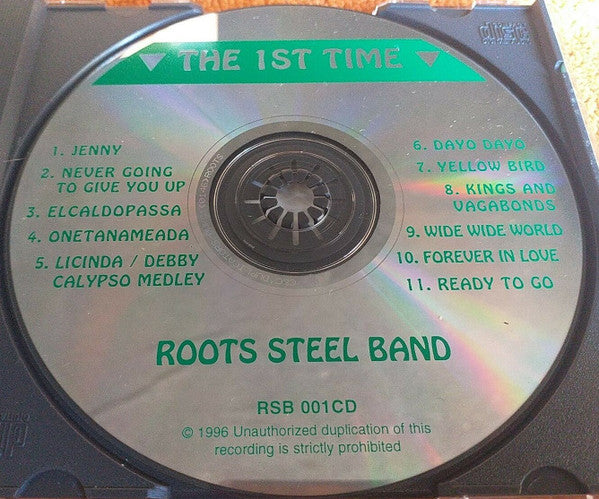 THE 1ST TIME
1. JENNY
2. NEVER GOING
TO GIVE YOU UP
3. ELCALDOPASSA
4. ONETANAMEADA
5. LICINDA / DEBBY
CALYPSO MEDLEY
6. DAYO DAYO
7. YELLOW BIRD
8. KINGS AND
VAGABONDS
9. WIDE WIDE WORLD
10. FOREVER IN LOVE
11. READY TO GO
ROOTS STEEL BAND
RSB 001CD
© 1996 Unauthorized duplication of this
recording is strictly prohibited
disc